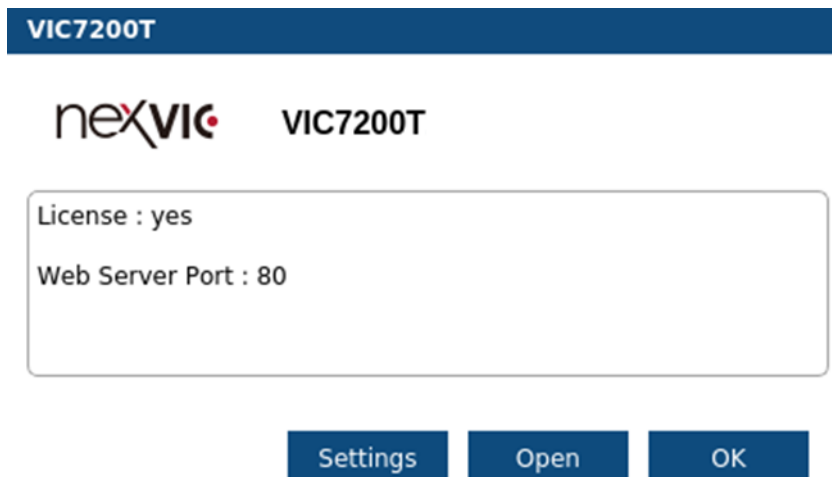 VIC7200T
nexvic VIC7200T
License : yes
Web Server Port : 80
Settings Open OK